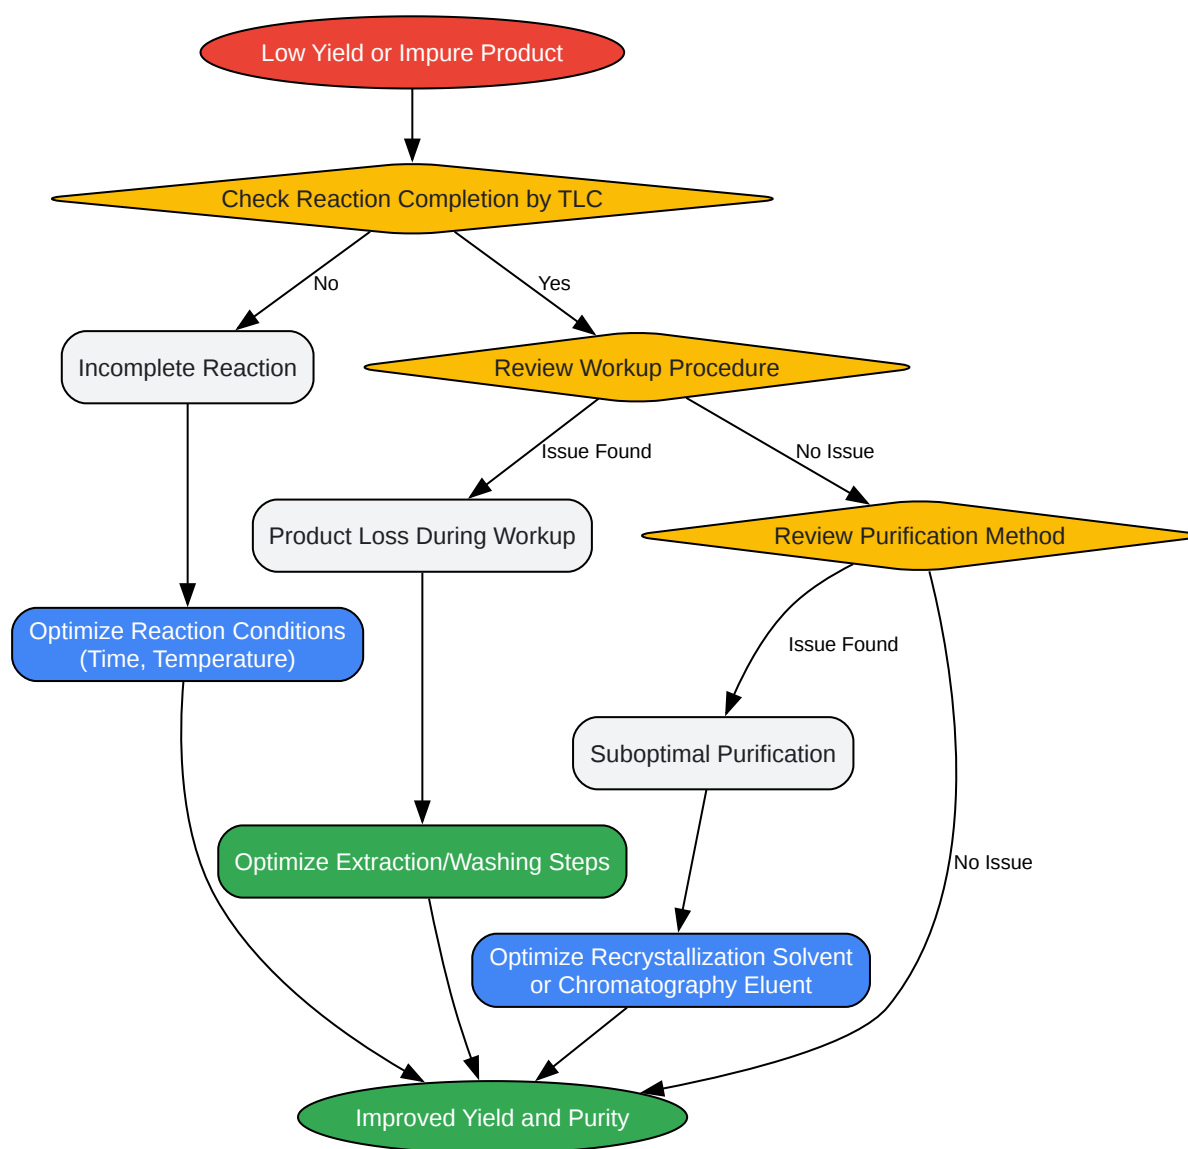 Low Yield or Impure Product
Check Reaction Completion by TLC
No
Yes
Incomplete Reaction
Review Workup Procedure
Issue Found
No Issue
Product Loss During Workup
Review Purification Method
Optimize Reaction Conditions
(Time, Temperature)
Issue Found
Suboptimal Purification
Optimize Extraction/Washing Steps
No Issue
Optimize Recrystallization Solvent
or Chromatography Eluent
Improved Yield and Purity